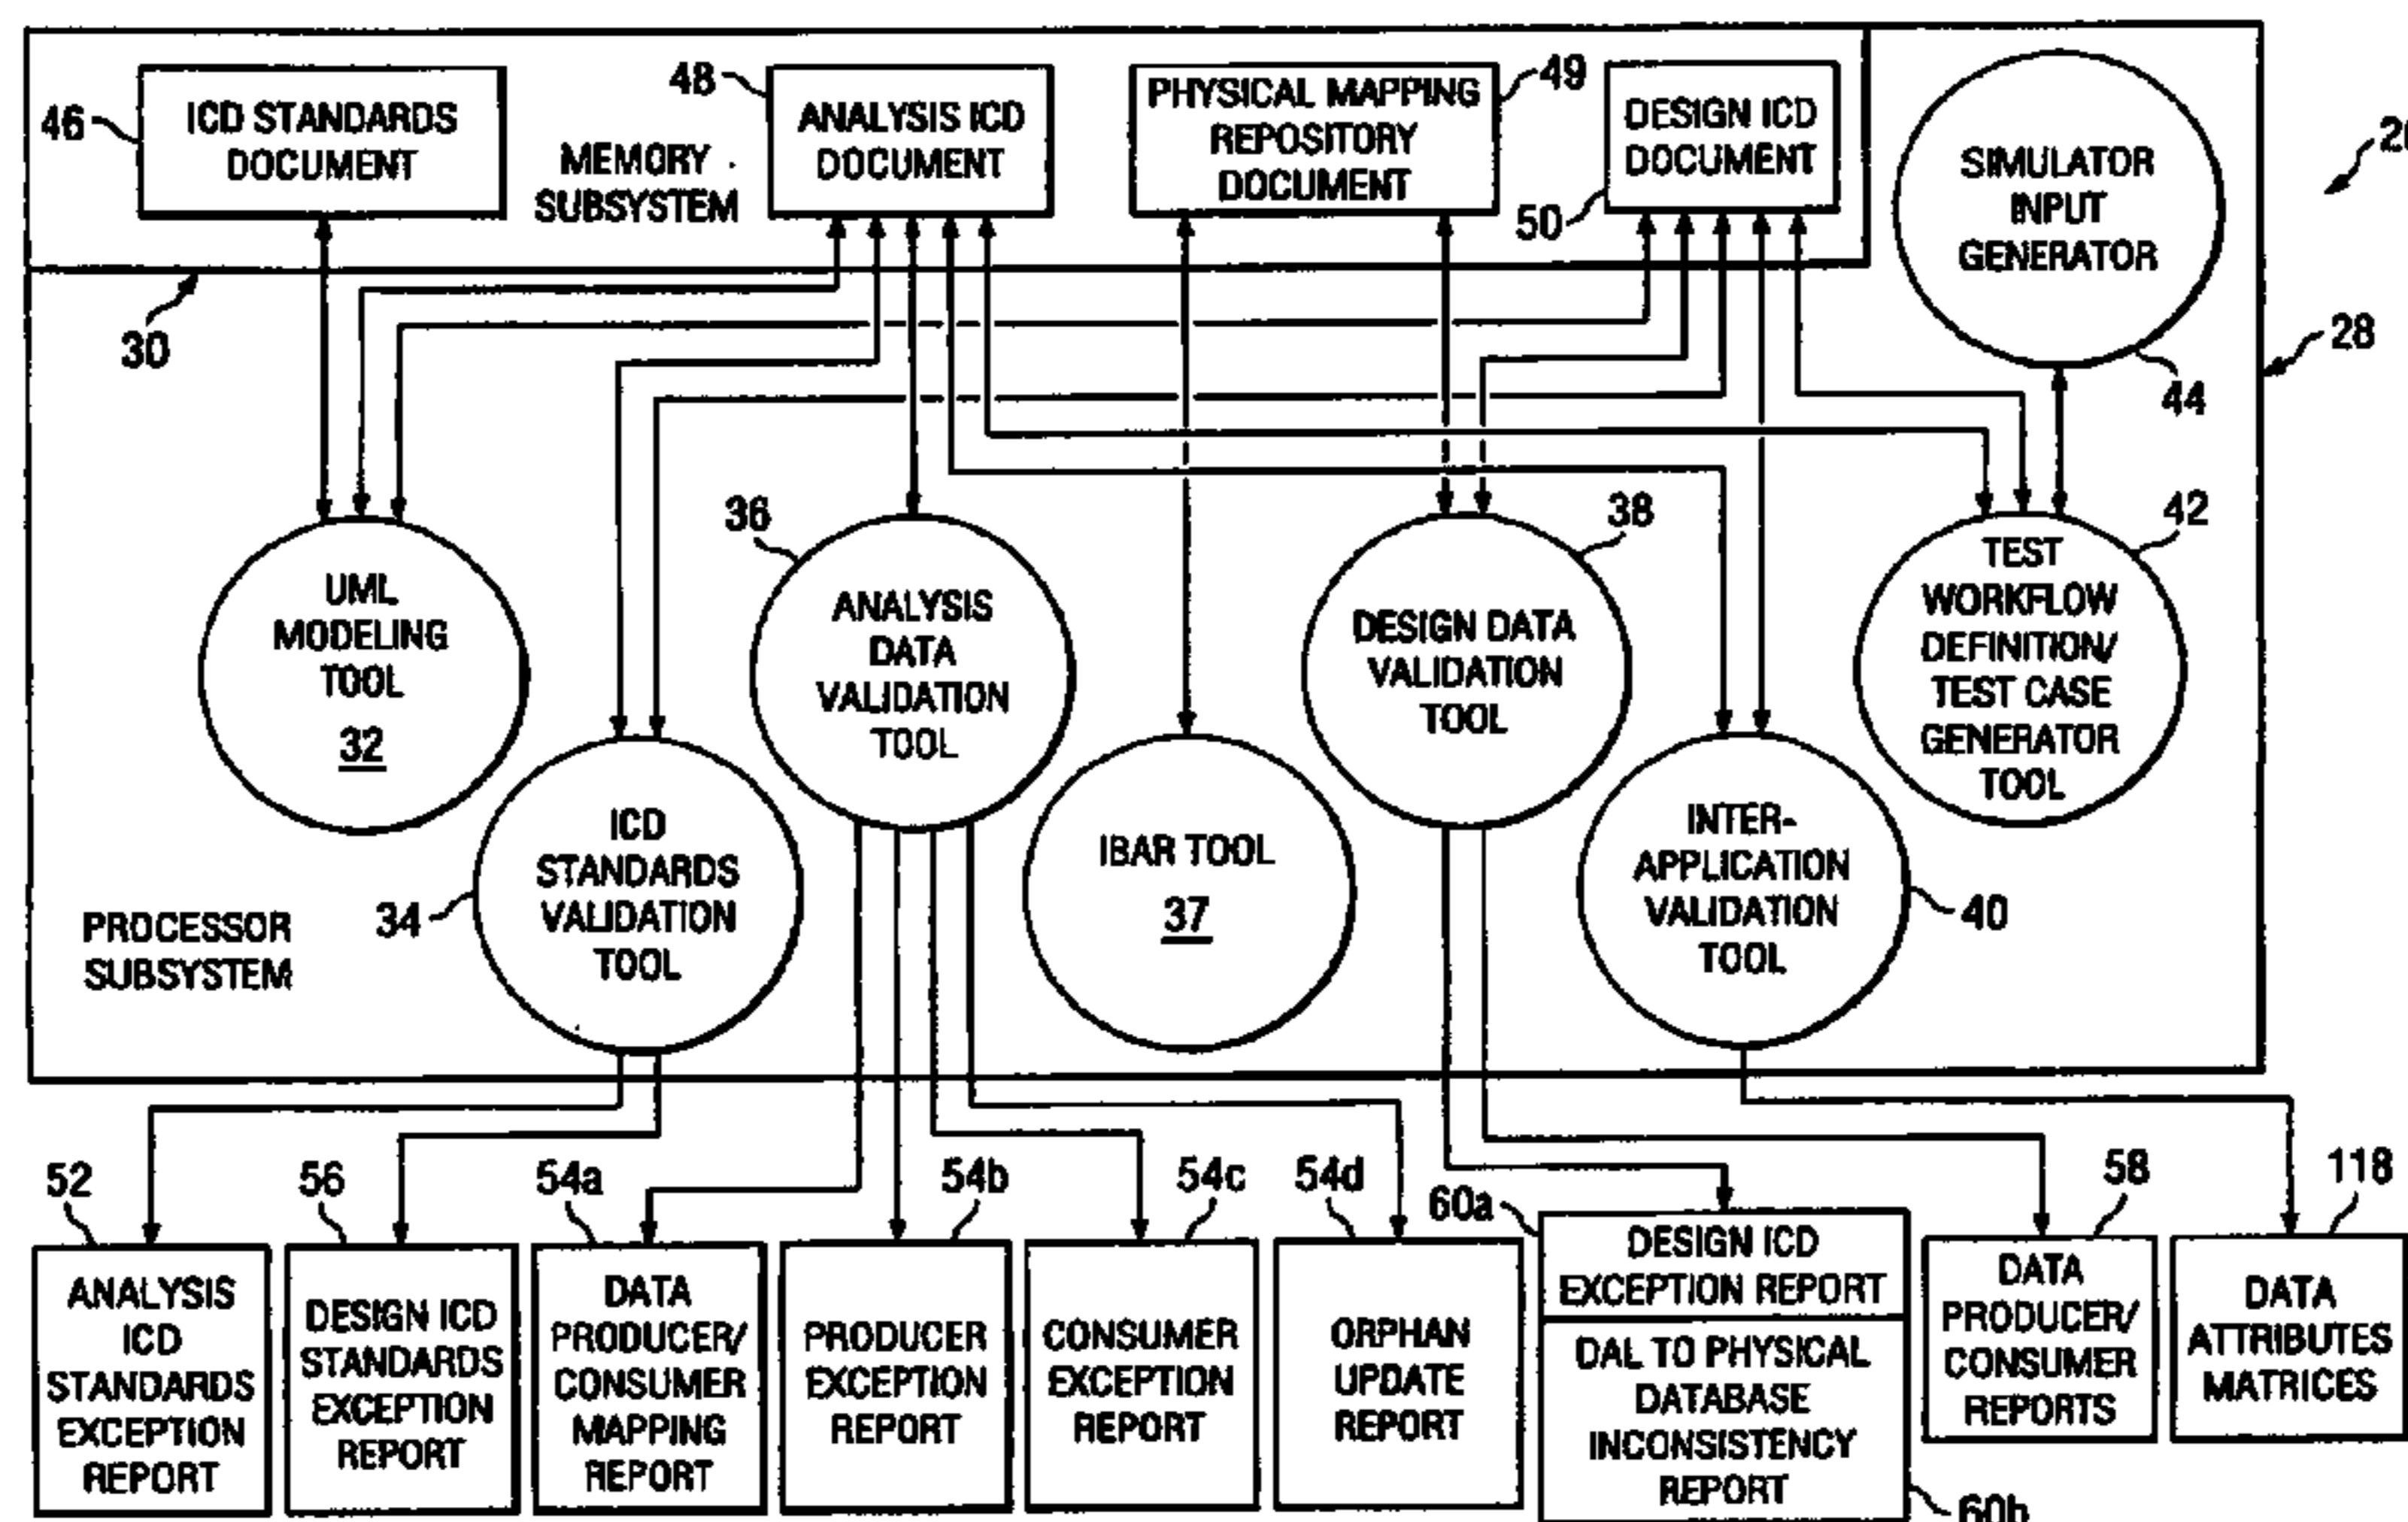 46
ICD STANDARDS
DOCUMENT
MEMORY
SUBSYSTEM
48
ANALYSIS ICD
DOCUMENT
PHYSICAL MAPPING
REPOSITORY
DOCUMENT
49
DESIGN ICD
DOCUMENT
50
SIMULATOR
INPUT
GENERATOR
44
28
30
UML
MODELING
TOOL
32
34
ICD
STANDARDS
VALIDATION
TOOL
36
ANALYSIS
DATA
VALIDATION
TOOL
IBAR TOOL
37
38
DESIGN DATA
VALIDATION
TOOL
INTER-
APPLICATION
VALIDATION
TOOL
40
42
TEST
WORKFLOW
DEFINITION/
TEST CASE
GENERATOR
TOOL
PROCESSOR
SUBSYSTEM
52
ANALYSIS
ICD
STANDARDS
EXCEPTION
REPORT
56
DESIGN ICD
STANDARDS
EXCEPTION
REPORT
54a
DATA
PRODUCER/
CONSUMER
MAPPING
REPORT
54b
PRODUCER
EXCEPTION
REPORT
54c
CONSUMER
EXCEPTION
REPORT
54d
ORPHAN
UPDATE
REPORT
60a
DESIGN ICD
EXCEPTION REPORT
DAL TO PHYSICAL
DATABASE
INCONSISTENCY
REPORT
60b
58
DATA
PRODUCER/
CONSUMER
REPORTS
118
DATA
ATTRIBUTES
MATRICES